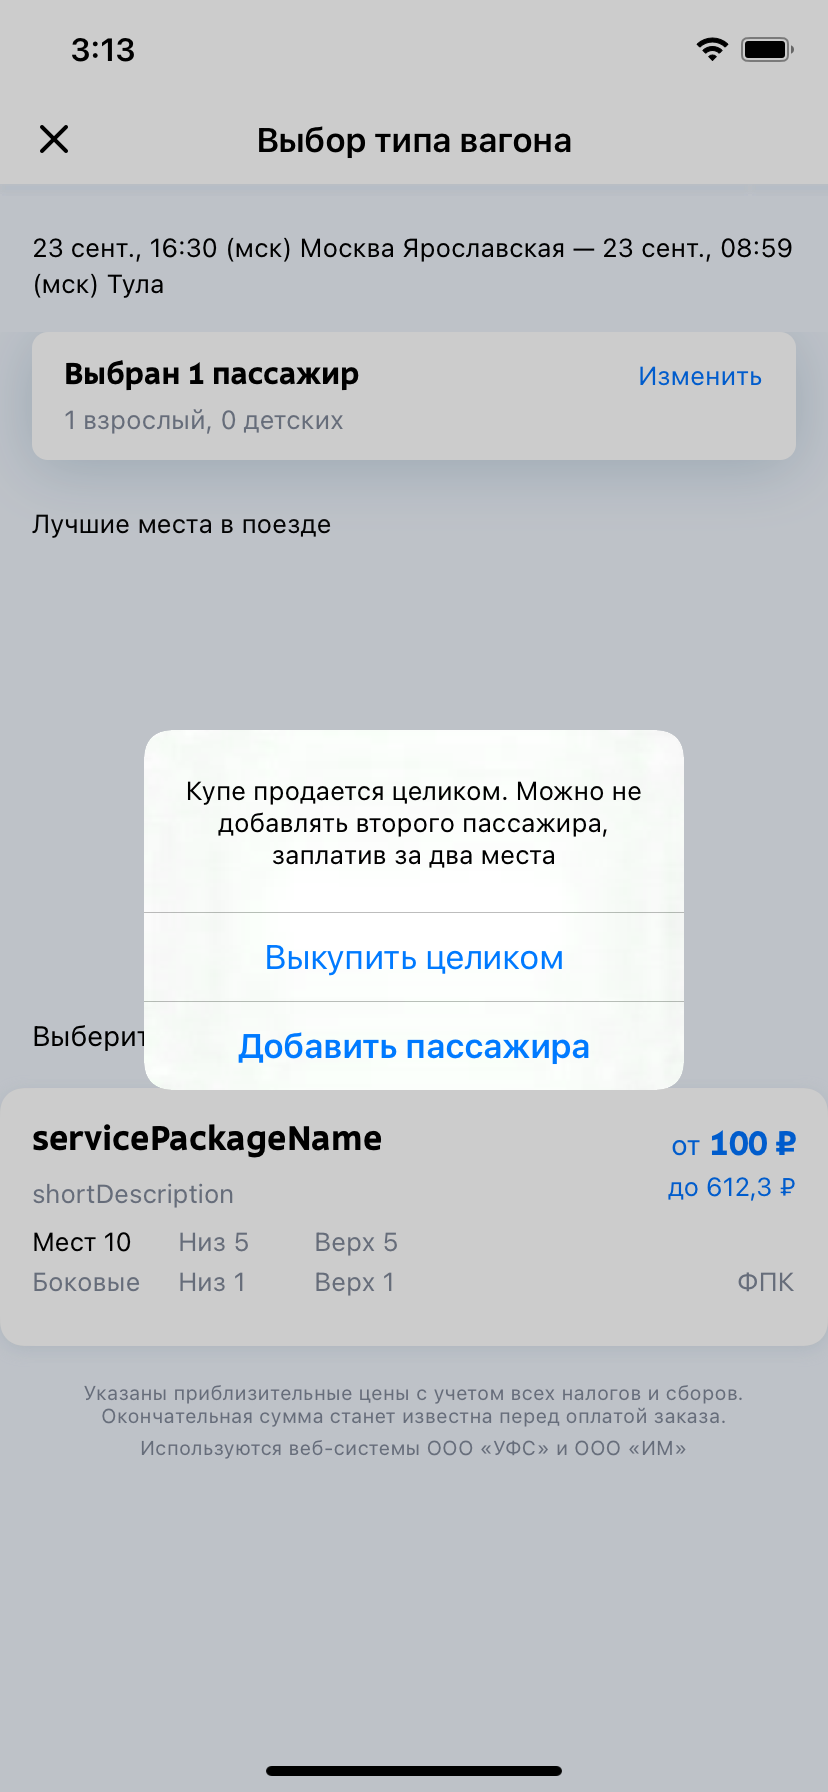 3:13
Выбор типа вагона
23 сент., 16:30 (мск) Москва Ярославская — 23 сент., 08:59
(мск) Тула
Выбран 1 пассажир
Изменить
1 взрослый, 0 детских
Лучшие места в поезде
Купе продается целиком. Можно не
добавлять второго пассажира,
заплатив за два места
Выкупить целиком
Добавить пассажира
servicePackageName
от 100 ₽
shortDescription
до 612,3 ₽
Мест 10 Низ 5 Верх 5
Боковые Низ 1 Верх 1 ФПК
Указаны приблизительные цены с учетом всех налогов и сборов.
Окончательная сумма станет известна перед оплатой заказа.
Используются веб-системы ООО «УФС» и ООО «ИМ»